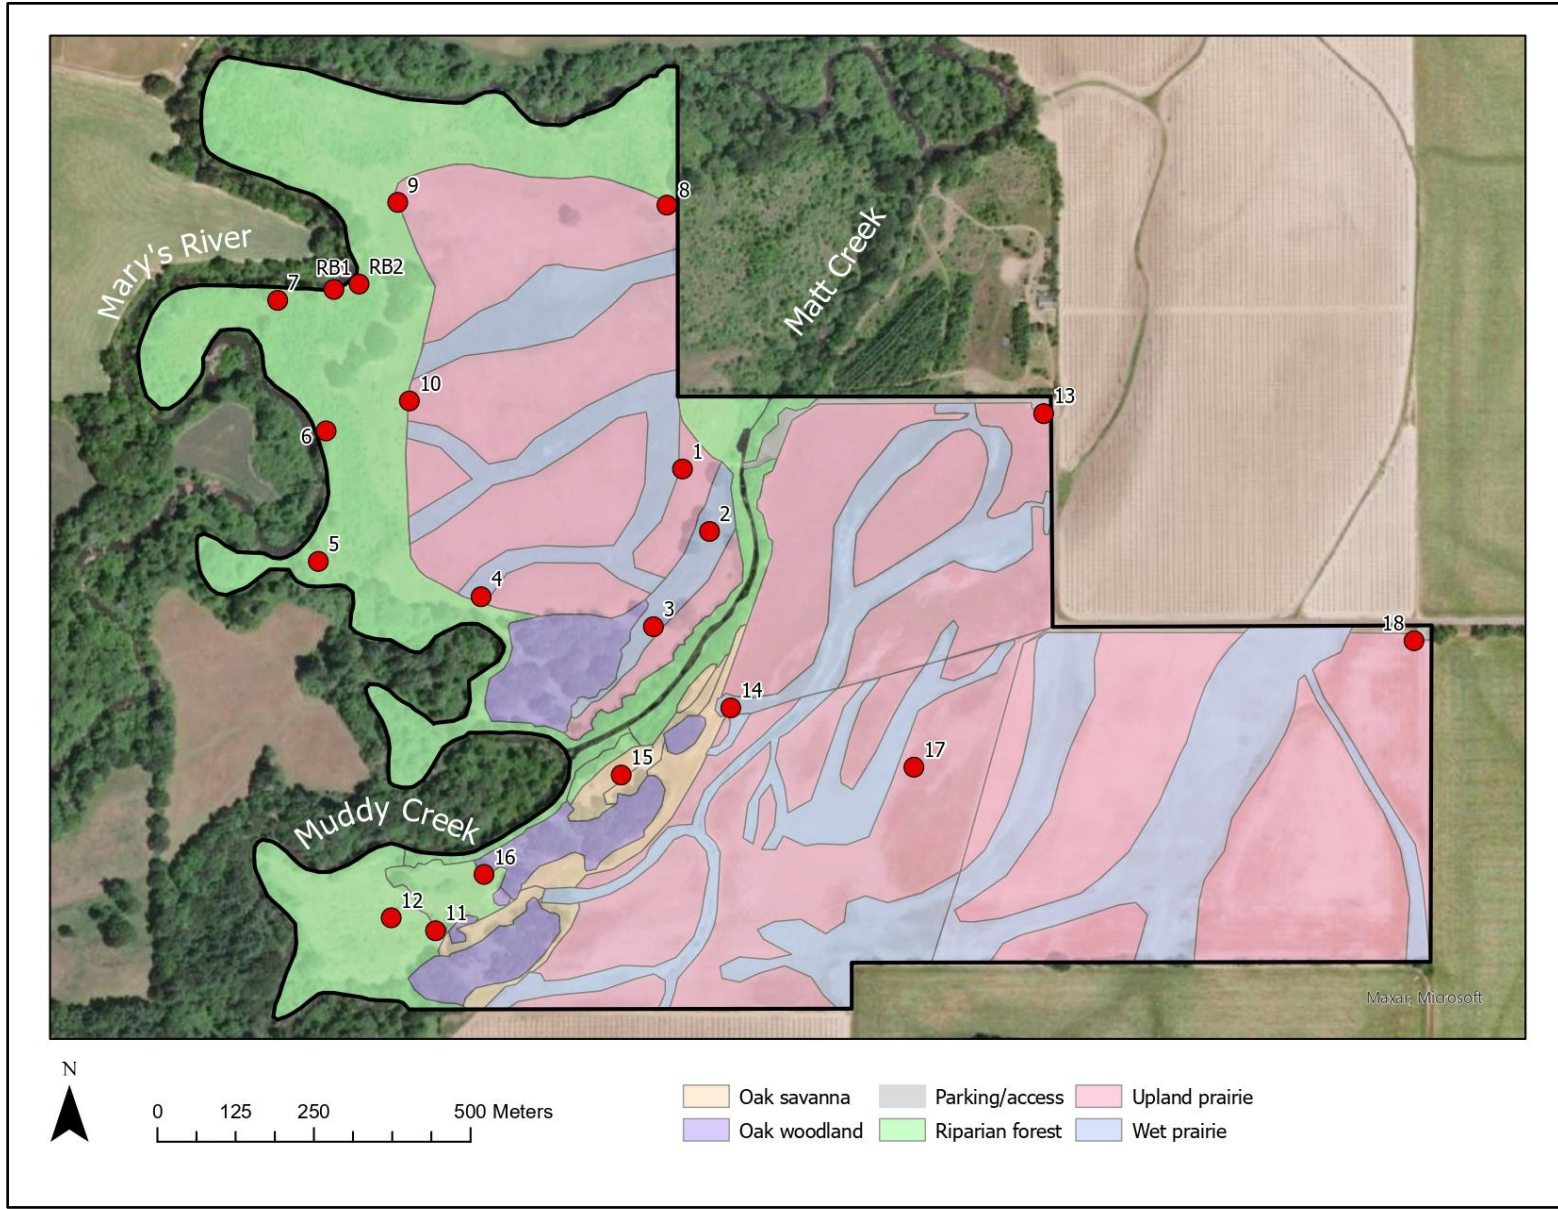 9
8
Mary's River
RB1
RB2
7
Matt Creek
10
13
6
1
2
5
4
3
18
14
17
15
Muddy Creek
16
12
11
Maxar, Microsoft
N
0 125 250 500 Meters
Oak savanna
Parking/access
Upland prairie
Oak woodland
Riparian forest
Wet prairie